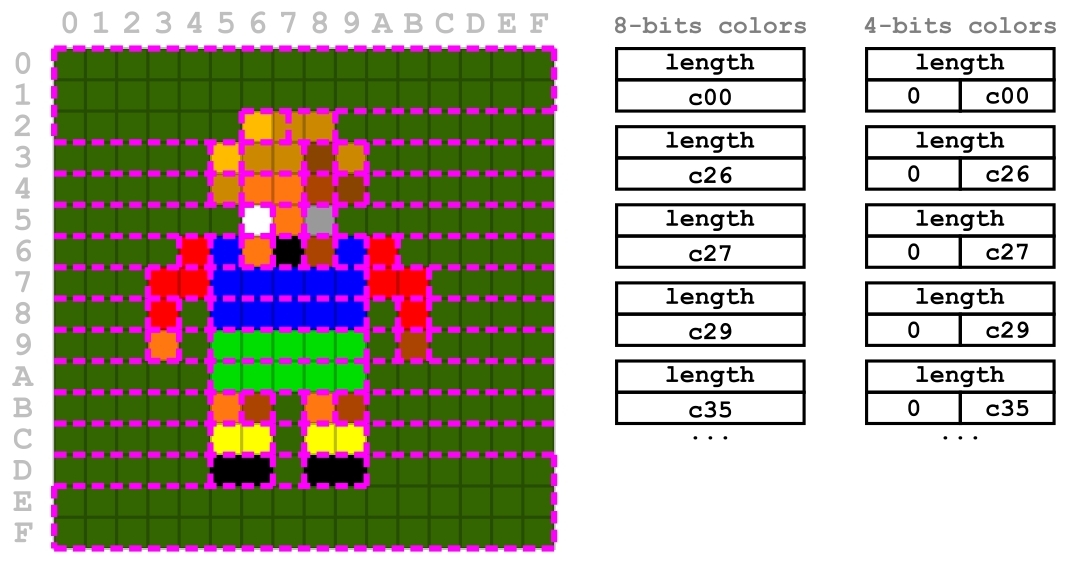 0 1 2 3 4 5 6 7 8 9 A B C D E F
0
1
2
3
4
5
6
7
8
9
A
B
C
D
E
F
8-bits colors
length
c00
length
c26
length
c27
length
c29
length
c35
...
4-bits colors
length
0 c00
length
0 c26
length
0 c27
length
0 c29
length
0 c35
...